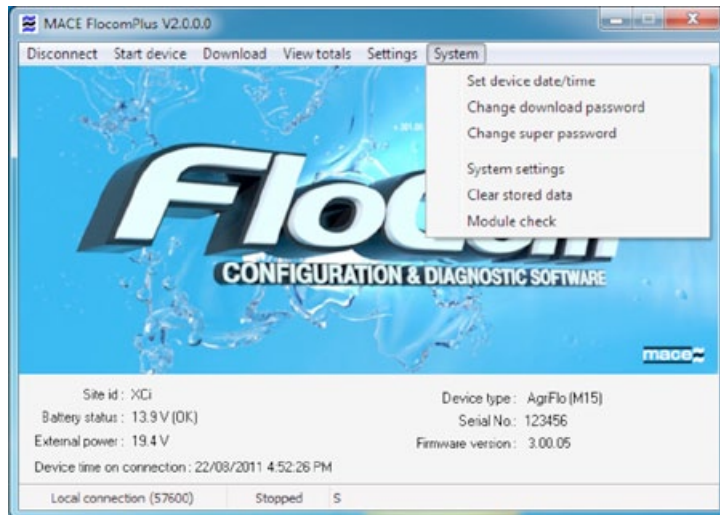 MACE FlocomPlus V2.0.0.0
Disconnect Start device Download View totals Settings System
Set device date/time
Change download password
Change super password
System settings
Clear stored data
Module check
FloCom
CONFIGURATION & DIAGNOSTIC SOFTWARE
mace
Site id : XCi
Battery status : 13.9 V (OK)
External power : 19.4 V
Device time on connection : 22/08/2011 4:52:26 PM
Device type : AgriFlo (M15)
Serial No.: 123456
Firmware version : 3.00.05
Local connection (57600) Stopped S